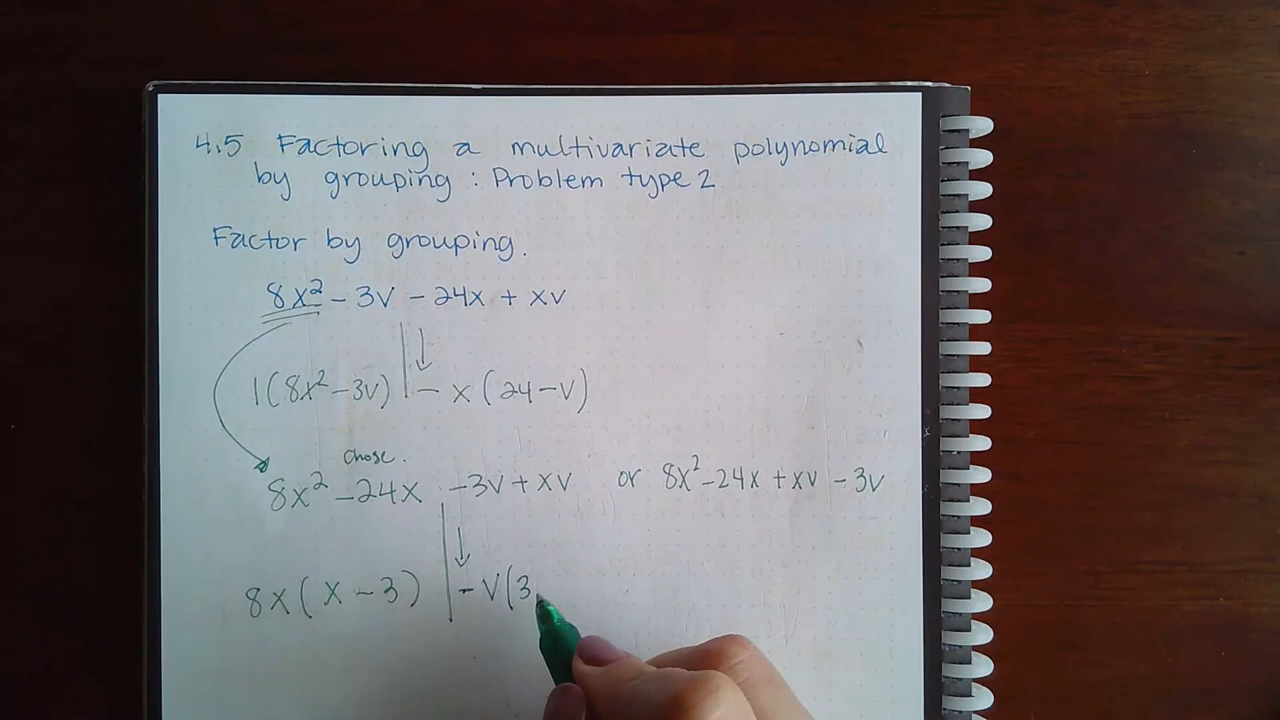 4.5 Factoring a multivariate polynomial
by grouping : Problem type 2
Factor by grouping.
8x² - 3v - 24x + xv
1(8x² - 3v) | - x(24 - v)
chose.
8x² - 24x - 3v + xv or 8x² - 24x + xv - 3v
8x(x - 3) | - v(3